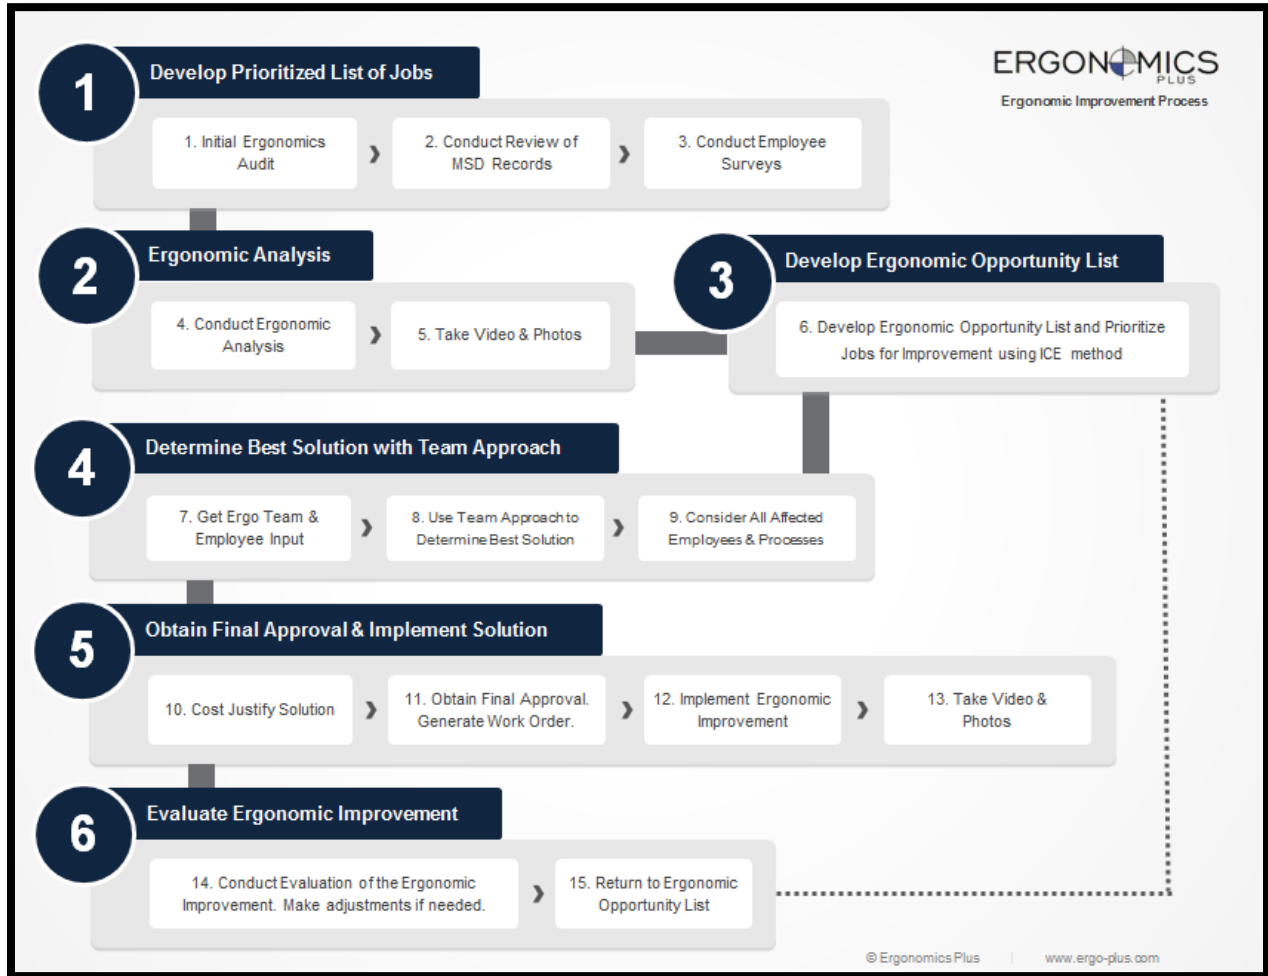 ERGONOMICS
PLUS
Ergonomic Improvement Process
1
Develop Prioritized List of Jobs
1. Initial Ergonomics
Audit
2. Conduct Review of
MSD Records
3. Conduct Employee
Surveys
2
Ergonomic Analysis
4. Conduct Ergonomic
Analysis
5. Take Video & Photos
3
Develop Ergonomic Opportunity List
6. Develop Ergonomic Opportunity List and Prioritize
Jobs for Improvement using ICE method
4
Determine Best Solution with Team Approach
7. Get Ergo Team &
Employee Input
8. Use Team Approach to
Determine Best Solution
9. Consider All Affected
Employees & Processes
5
Obtain Final Approval & Implement Solution
10. Cost Justify Solution
11. Obtain Final Approval.
Generate Work Order.
12. Implement Ergonomic
Improvement
13. Take Video &
Photos
6
Evaluate Ergonomic Improvement
14. Conduct Evaluation of the Ergonomic
Improvement. Make adjustments if needed.
15. Return to Ergonomic
Opportunity List
© Ergonomics Plus | www.ergo-plus.com